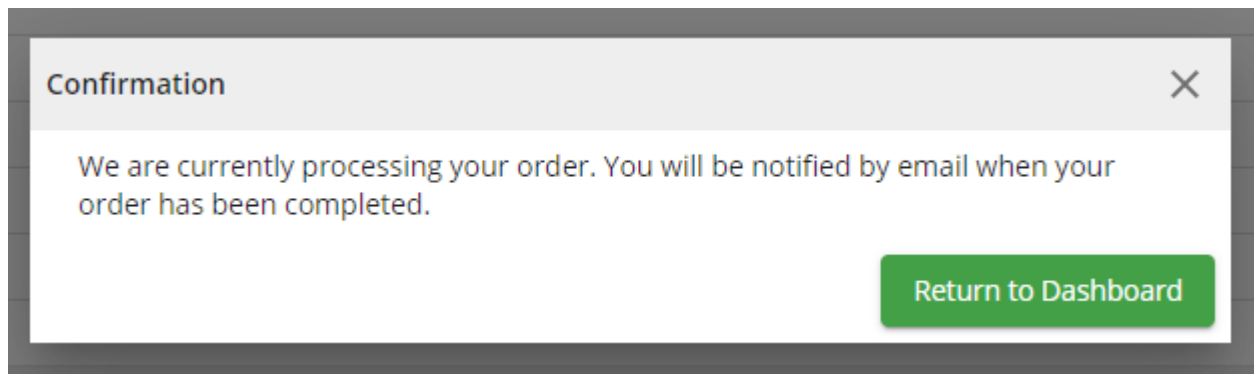 Confirmation
We are currently processing your order. You will be notified by email when your
order has been completed.
Return to Dashboard